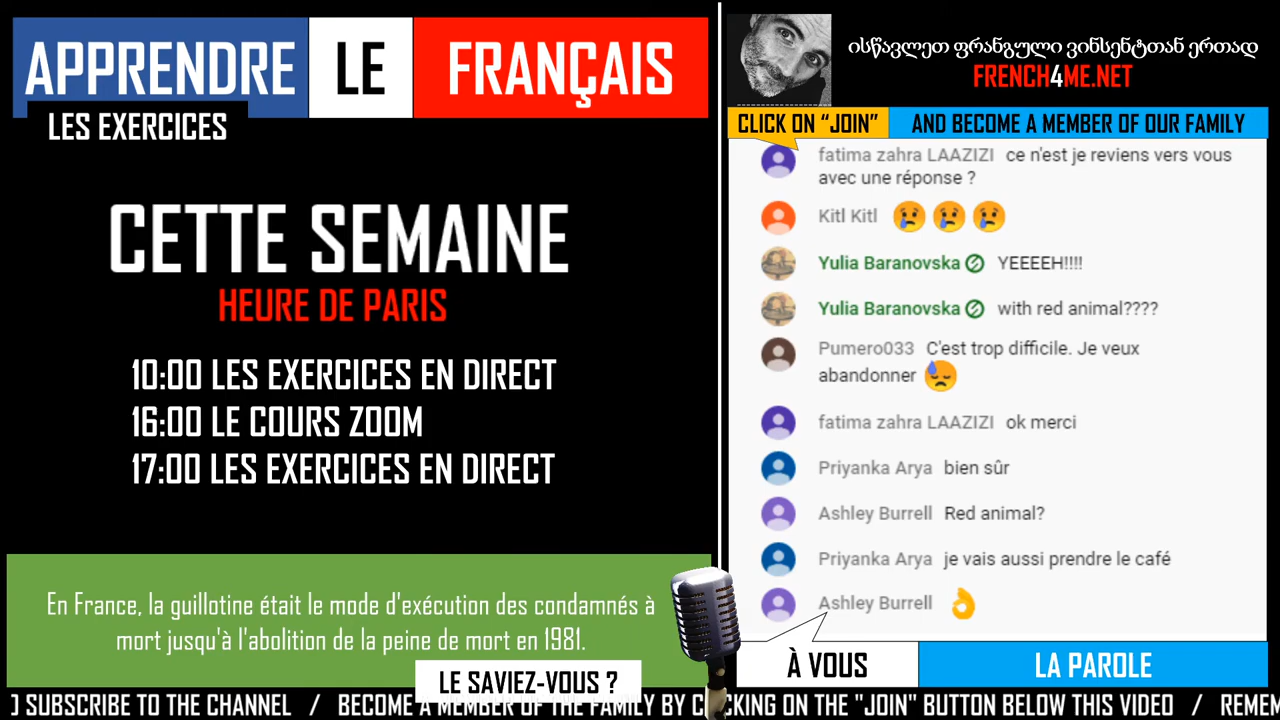 APPRENDRE LE FRANÇAIS
LES EXERCICES
CETTE SEMAINE
HEURE DE PARIS
10:00 LES EXERCICES EN DIRECT
16:00 LE COURS ZOOM
17:00 LES EXERCICES EN DIRECT
En France, la guillotine était le mode d'exécution des condamnés à
mort jusqu'à l'abolition de la peine de mort en 1981.
LE SAVIEZ-VOUS ?
ისწავლეთ ფრანგული ვინსენტთან ერთად
FRENCH4ME.NET
CLICK ON “JOIN” AND BECOME A MEMBER OF OUR FAMILY
fatima zahra LAAZIZI ce n'est je reviens vers vous
avec une réponse ?
Kitl Kitl 😢😢😢
Yulia Baranovska YEEEEH!!!!
Yulia Baranovska with red animal????
Pumero033 C'est trop difficile. Je veux
abandonner 😓
fatima zahra LAAZIZI ok merci
Priyanka Arya bien sûr
Ashley Burrell Red animal?
Priyanka Arya je vais aussi prendre le café
Ashley Burrell 👌
À VOUS LA PAROLE
O SUBSCRIBE TO THE CHANNEL / BECOME A MEMBER OF THE FAMILY BY CLICKING ON THE "JOIN" BUTTON BELOW THIS VIDEO / REMEM